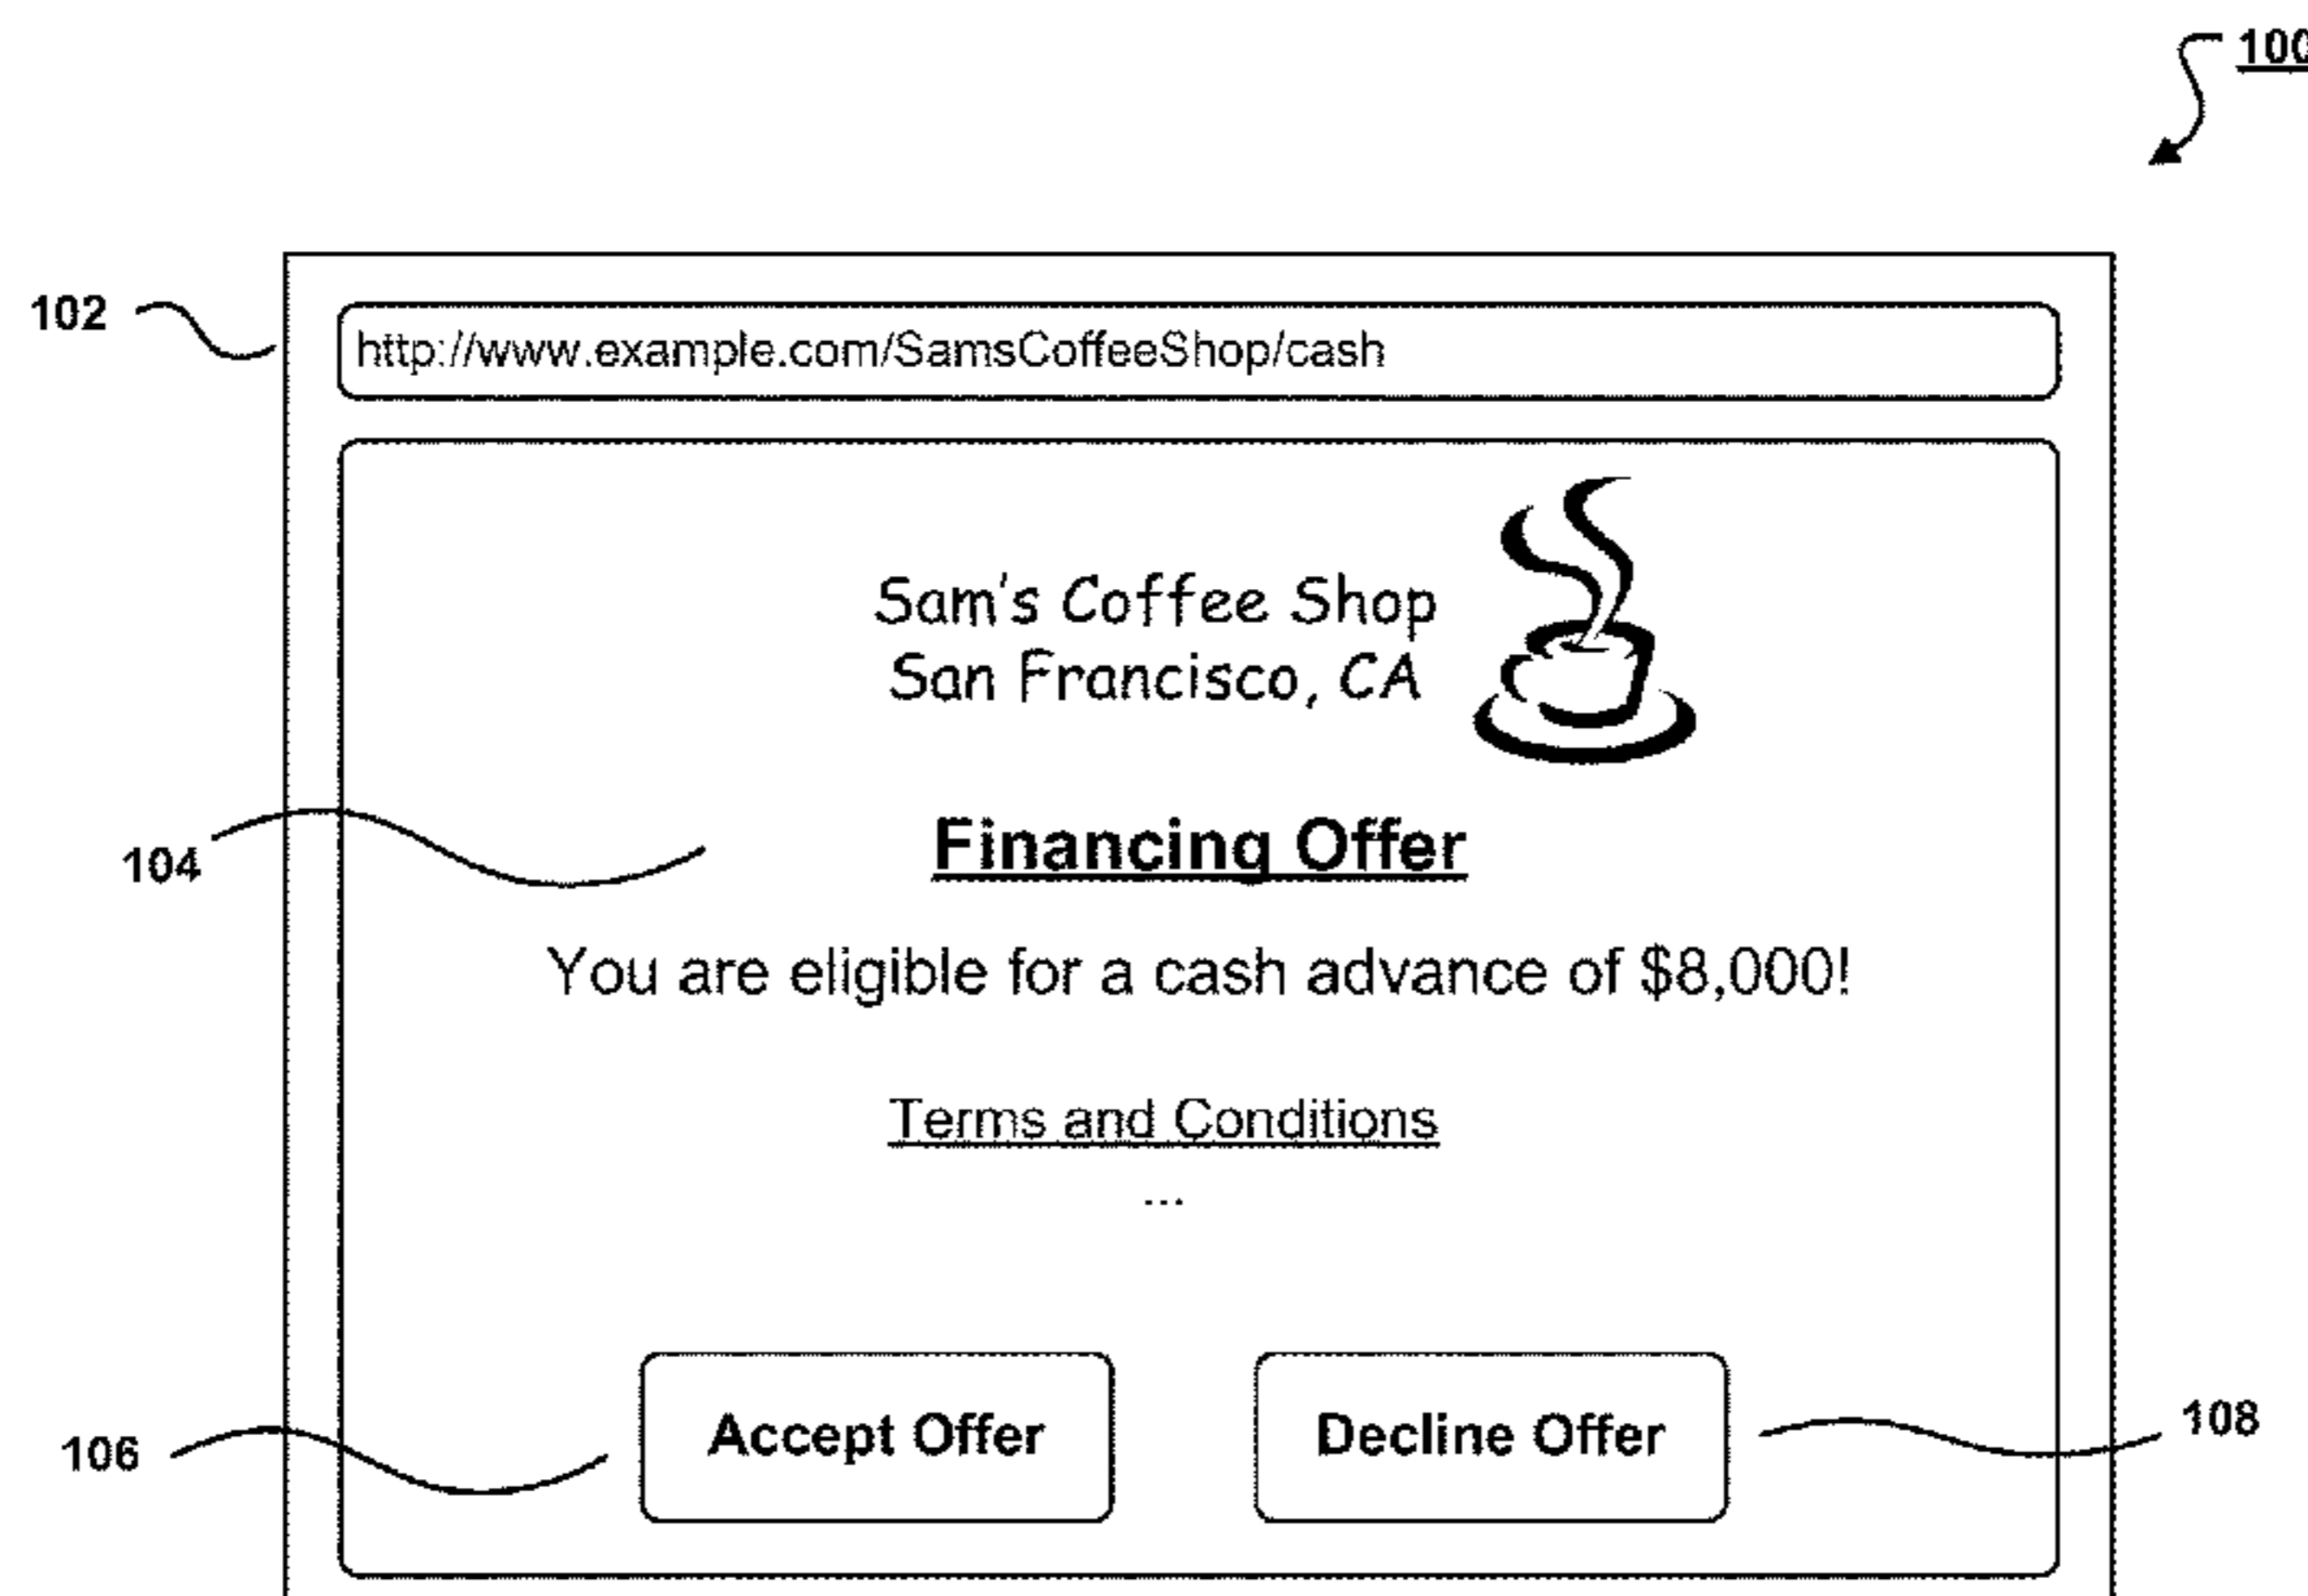 100
102
http://www.example.com/SamsCoffeeShop/cash
Sam's Coffee Shop
San Francisco, CA
104
Financing Offer
You are eligible for a cash advance of $8,000!
Terms and Conditions
...
106
Accept Offer
Decline Offer
108